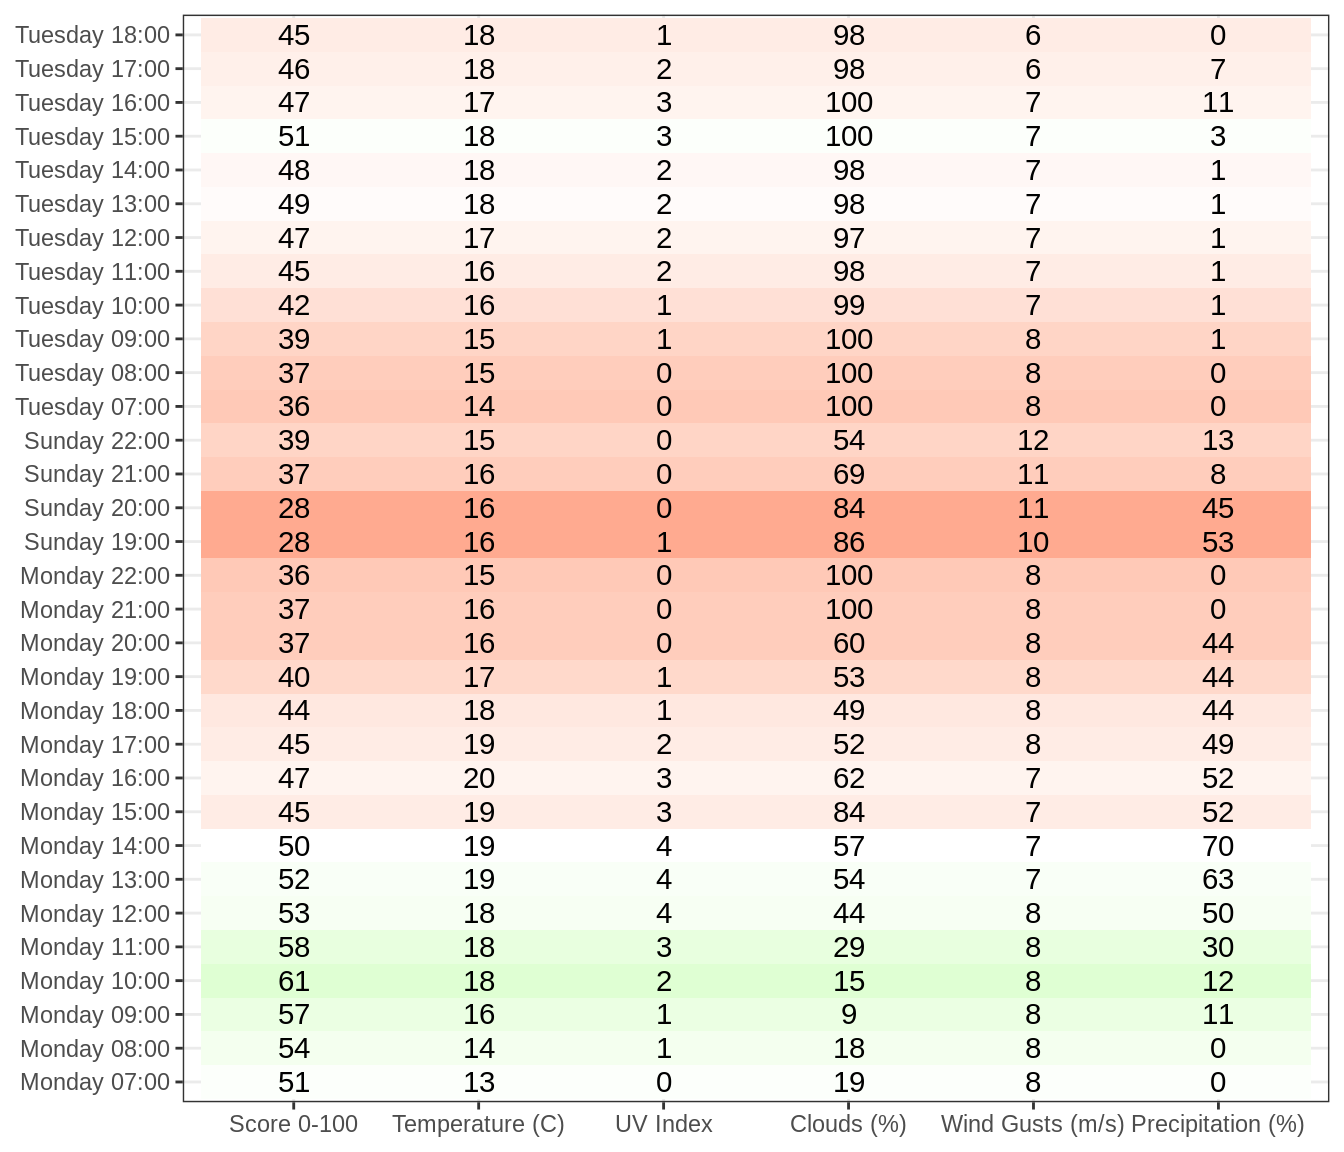 Tuesday 18:00 45 18 1 98 6 0
Tuesday 17:00 46 18 2 98 6 7
Tuesday 16:00 47 17 3 100 7 11
Tuesday 15:00 51 18 3 100 7 3
Tuesday 14:00 48 18 2 98 7 1
Tuesday 13:00 49 18 2 98 7 1
Tuesday 12:00 47 17 2 97 7 1
Tuesday 11:00 45 16 2 98 7 1
Tuesday 10:00 42 16 1 99 7 1
Tuesday 09:00 39 15 1 100 8 1
Tuesday 08:00 37 15 0 100 8 0
Tuesday 07:00 36 14 0 100 8 0
Sunday 22:00 39 15 0 54 12 13
Sunday 21:00 37 16 0 69 11 8
Sunday 20:00 28 16 0 84 11 45
Sunday 19:00 28 16 1 86 10 53
Monday 22:00 36 15 0 100 8 0
Monday 21:00 37 16 0 100 8 0
Monday 20:00 37 16 0 60 8 44
Monday 19:00 40 17 1 53 8 44
Monday 18:00 44 18 1 49 8 44
Monday 17:00 45 19 2 52 8 49
Monday 16:00 47 20 3 62 7 52
Monday 15:00 45 19 3 84 7 52
Monday 14:00 50 19 4 57 7 70
Monday 13:00 52 19 4 54 7 63
Monday 12:00 53 18 4 44 8 50
Monday 11:00 58 18 3 29 8 30
Monday 10:00 61 18 2 15 8 12
Monday 09:00 57 16 1 9 8 11
Monday 08:00 54 14 1 18 8 0
Monday 07:00 51 13 0 19 8 0
Score 0-100 Temperature (C) UV Index Clouds (%) Wind Gusts (m/s) Precipitation (%)